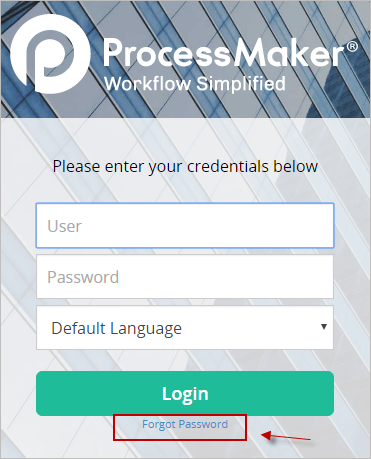 ProcessMaker®
Workflow Simplified
Please enter your credentials below
User
Password
Default Language
Login
Forgot Password